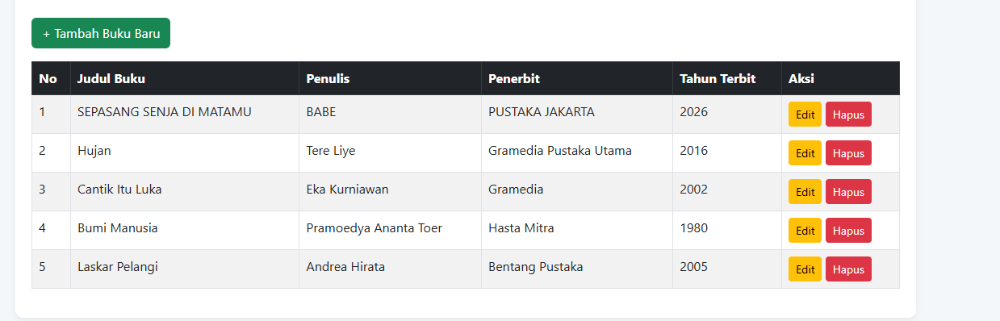 + Tambah Buku Baru
No Judul Buku Penulis Penerbit Tahun Terbit Aksi
1 SEPASANG SENJA DI MATAMU BABE PUSTAKA JAKARTA 2026 Edit Hapus
2 Hujan Tere Liye Gramedia Pustaka Utama 2016 Edit Hapus
3 Cantik Itu Luka Eka Kurniawan Gramedia 2002 Edit Hapus
4 Bumi Manusia Pramoedya Ananta Toer Hasta Mitra 1980 Edit Hapus
5 Laskar Pelangi Andrea Hirata Bentang Pustaka 2005 Edit Hapus